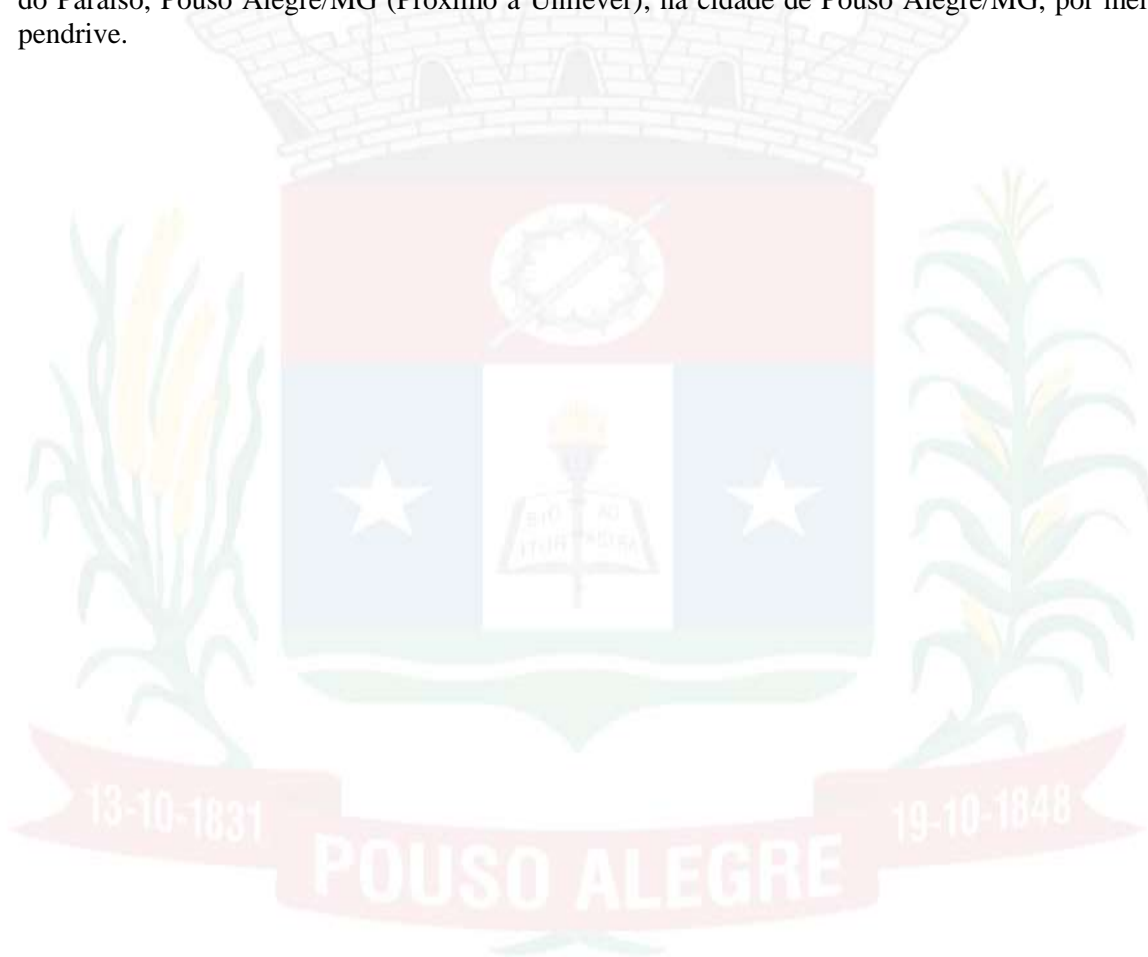 do Paraíso, Pouso Alegre/MG (Próximo a Unilever), na cidade de Pouso Alegre/MG, por
pendrive.
13-10-1831
19-10-1848
POUSO ALEGRE